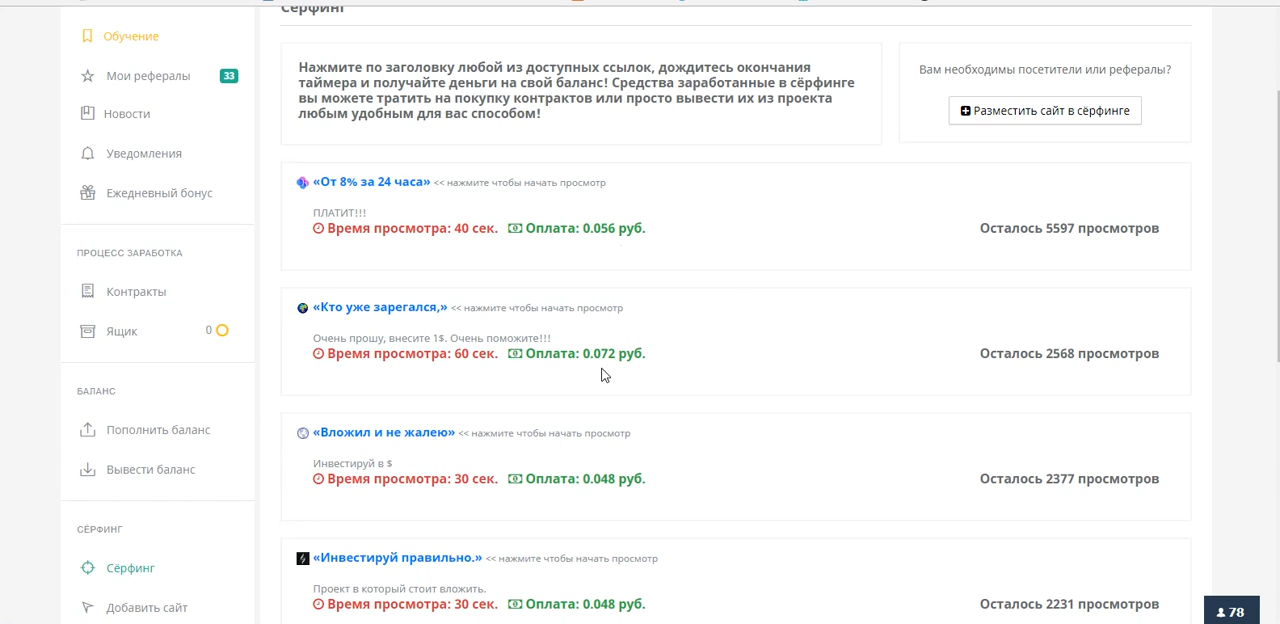 Сёрфинг
Обучение
Мои рефералы 33
Новости
Уведомления
Ежедневный бонус
ПРОЦЕСС ЗАРАБОТКА
Контракты
Ящик 0
БАЛАНС
Пополнить баланс
Вывести баланс
СЁРФИНГ
Сёрфинг
Добавить сайт
Нажмите по заголовку любой из доступных ссылок, дождитесь окончания
таймера и получайте деньги на свой баланс! Средства заработанные в сёрфинге
вы можете тратить на покупку контрактов или просто вывести их из проекта
любым удобным для вас способом!
Вам необходимы посетители или рефералы?
Разместить сайт в сёрфинге
«От 8% за 24 часа» << нажмите чтобы начать просмотр
ПЛАТИТ!!!
Время просмотра: 40 сек. Оплата: 0.056 руб. Осталось 5597 просмотров
«Кто уже зарегался,» << нажмите чтобы начать просмотр
Очень прошу, внесите 1$. Очень поможите!!!
Время просмотра: 60 сек. Оплата: 0.072 руб. Осталось 2568 просмотров
«Вложил и не жалею» << нажмите чтобы начать просмотр
Инвестируй в $
Время просмотра: 30 сек. Оплата: 0.048 руб. Осталось 2377 просмотров
«Инвестируй правильно.» << нажмите чтобы начать просмотр
Проект в который стоит вложить.
Время просмотра: 30 сек. Оплата: 0.048 руб. Осталось 2231 просмотров
78